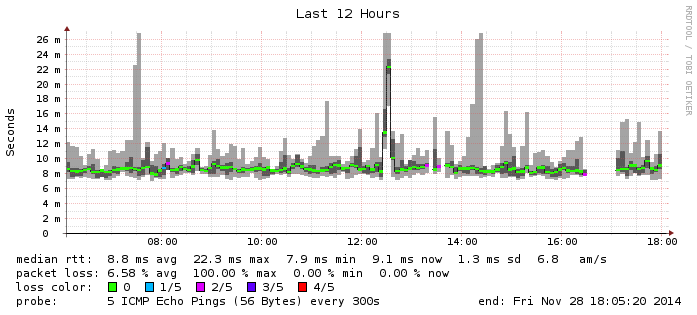 Last 12 Hours
RRDTOOL / TOBI OETIKER
Seconds
26 m
24 m
22 m
20 m
18 m
16 m
14 m
12 m
10 m
8 m
6 m
4 m
2 m
0
08:00 10:00 12:00 14:00 16:00 18:00
median rtt: 8.8 ms avg 22.3 ms max 7.9 ms min 9.1 ms now 1.3 ms sd 6.8 am/s
packet loss: 6.58 % avg 100.00 % max 0.00 % min 0.00 % now
loss color: 0 1/5 2/5 3/5 4/5
probe: 5 ICMP Echo Pings (56 Bytes) every 300s end: Fri Nov 28 18:05:20 2014